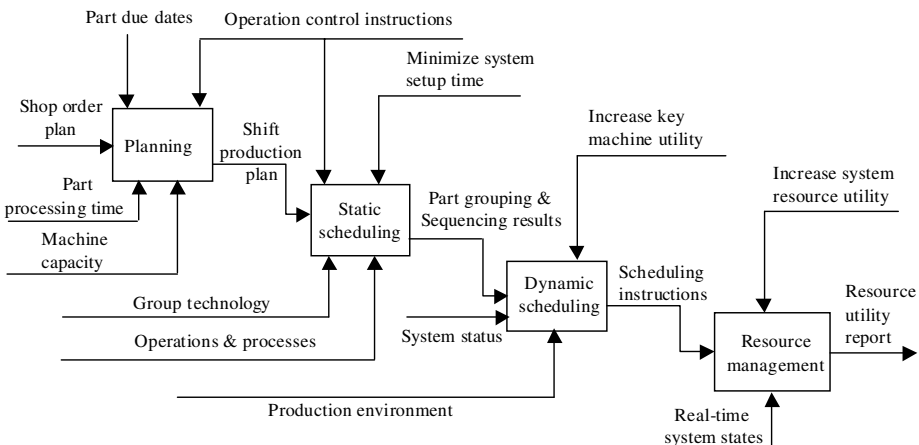 Part due dates
Operation control instructions
Minimize system
setup time
Shop order
plan
Planning
Shift
production
plan
Increase key
machine utility
Part
processing time
Machine
capacity
Static
scheduling
Part grouping &
Sequencing results
Increase system
resource utility
Group technology
Operations & processes
System status
Dynamic
scheduling
Scheduling
instructions
Resource
utility
report
Resource
management
Production environment
Real-time
system states